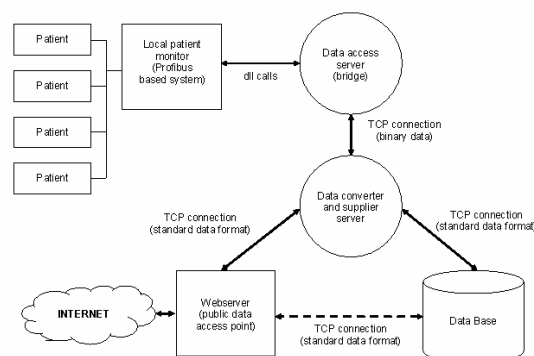 Patient
Patient
Patient
Patient
Local patient
monitor
(Profibus
based system)
dll calls
Data access
server
(bridge)
TCP connection
(binary data)
Data converter
and supplier
server
TCP connection
(standard data format)
TCP connection
(standard data format)
INTERNET
Webserver
(public data
access point)
TCP connection
(standard data format)
Data Base